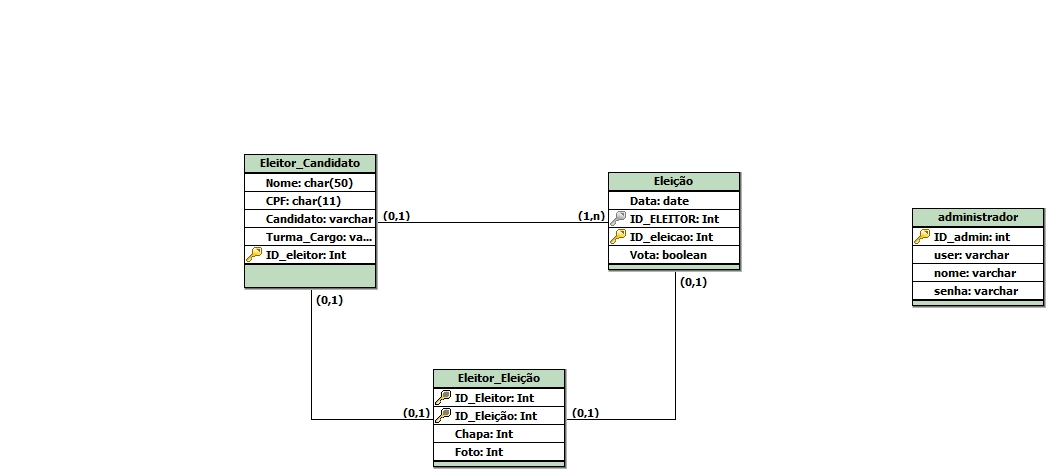 Eleitor_Candidato
Nome: char(50)
CPF: char(11)
Candidato: varchar
Turma_Cargo: va...
ID_eleitor: Int
(0,1)
(1,n)
Eleição
Data: date
ID_ELEITOR: Int
ID_eleicao: Int
Vota: boolean
administrador
ID_admin: int
user: varchar
nome: varchar
senha: varchar
(0,1)
(0,1)
Eleitor_Eleição
ID_Eleitor: Int
ID_Eleição: Int
Chapa: Int
Foto: Int
(0,1)
(0,1)